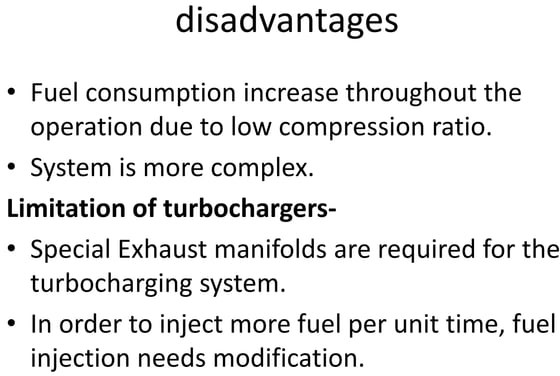 disadvantages
• Fuel consumption increase throughout the
operation due to low compression ratio.
• System is more complex.
Limitation of turbochargers-
• Special Exhaust manifolds are required for the
turbocharging system.
• In order to inject more fuel per unit time, fuel
injection needs modification.